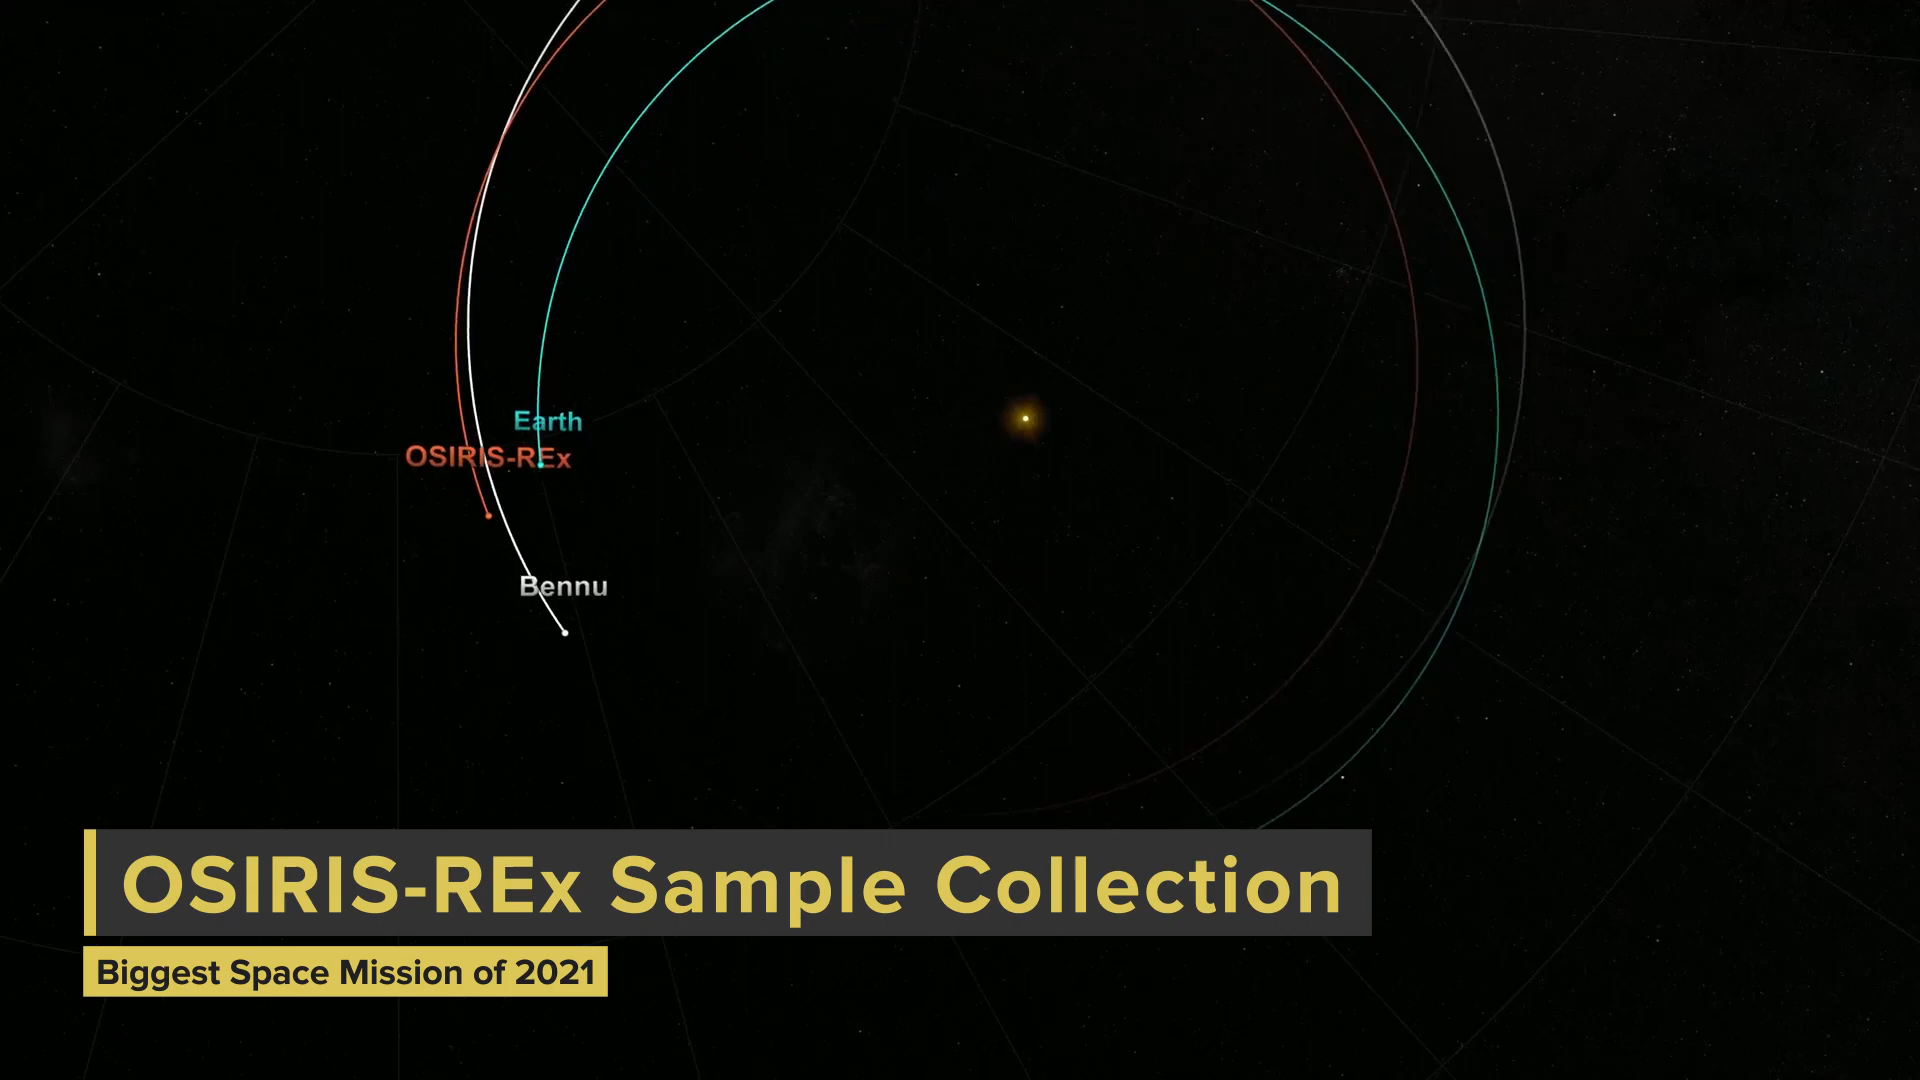 Earth
OSIRIS-REx
Bennu
OSIRIS-REx Sample Collection
Biggest Space Mission of 2021